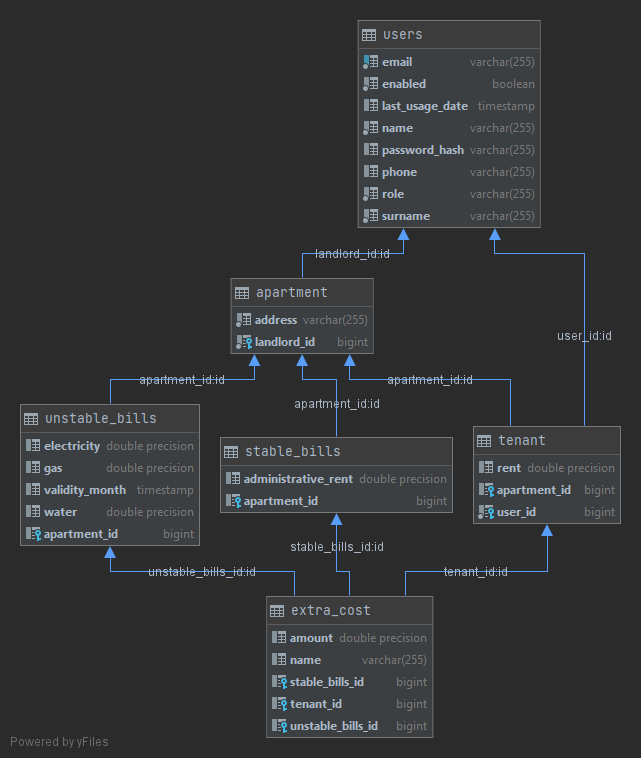 users
email varchar(255)
enabled boolean
last_usage_date timestamp
name varchar(255)
password_hash varchar(255)
phone varchar(255)
role varchar(255)
surname varchar(255)
landlord_id:id
apartment
address varchar(255)
landlord_id bigint
user_id:id
apartment_id:id
apartment_id:id
apartment_id:id
unstable_bills
electricity double precision
gas double precision
validity_month timestamp
water double precision
apartment_id bigint
stable_bills
administrative_rent double precision
apartment_id bigint
tenant
rent double precision
apartment_id bigint
user_id bigint
stable_bills_id:id
unstable_bills_id:id
tenant_id:id
extra_cost
amount double precision
name varchar(255)
stable_bills_id bigint
tenant_id bigint
unstable_bills_id bigint
Powered by yFiles